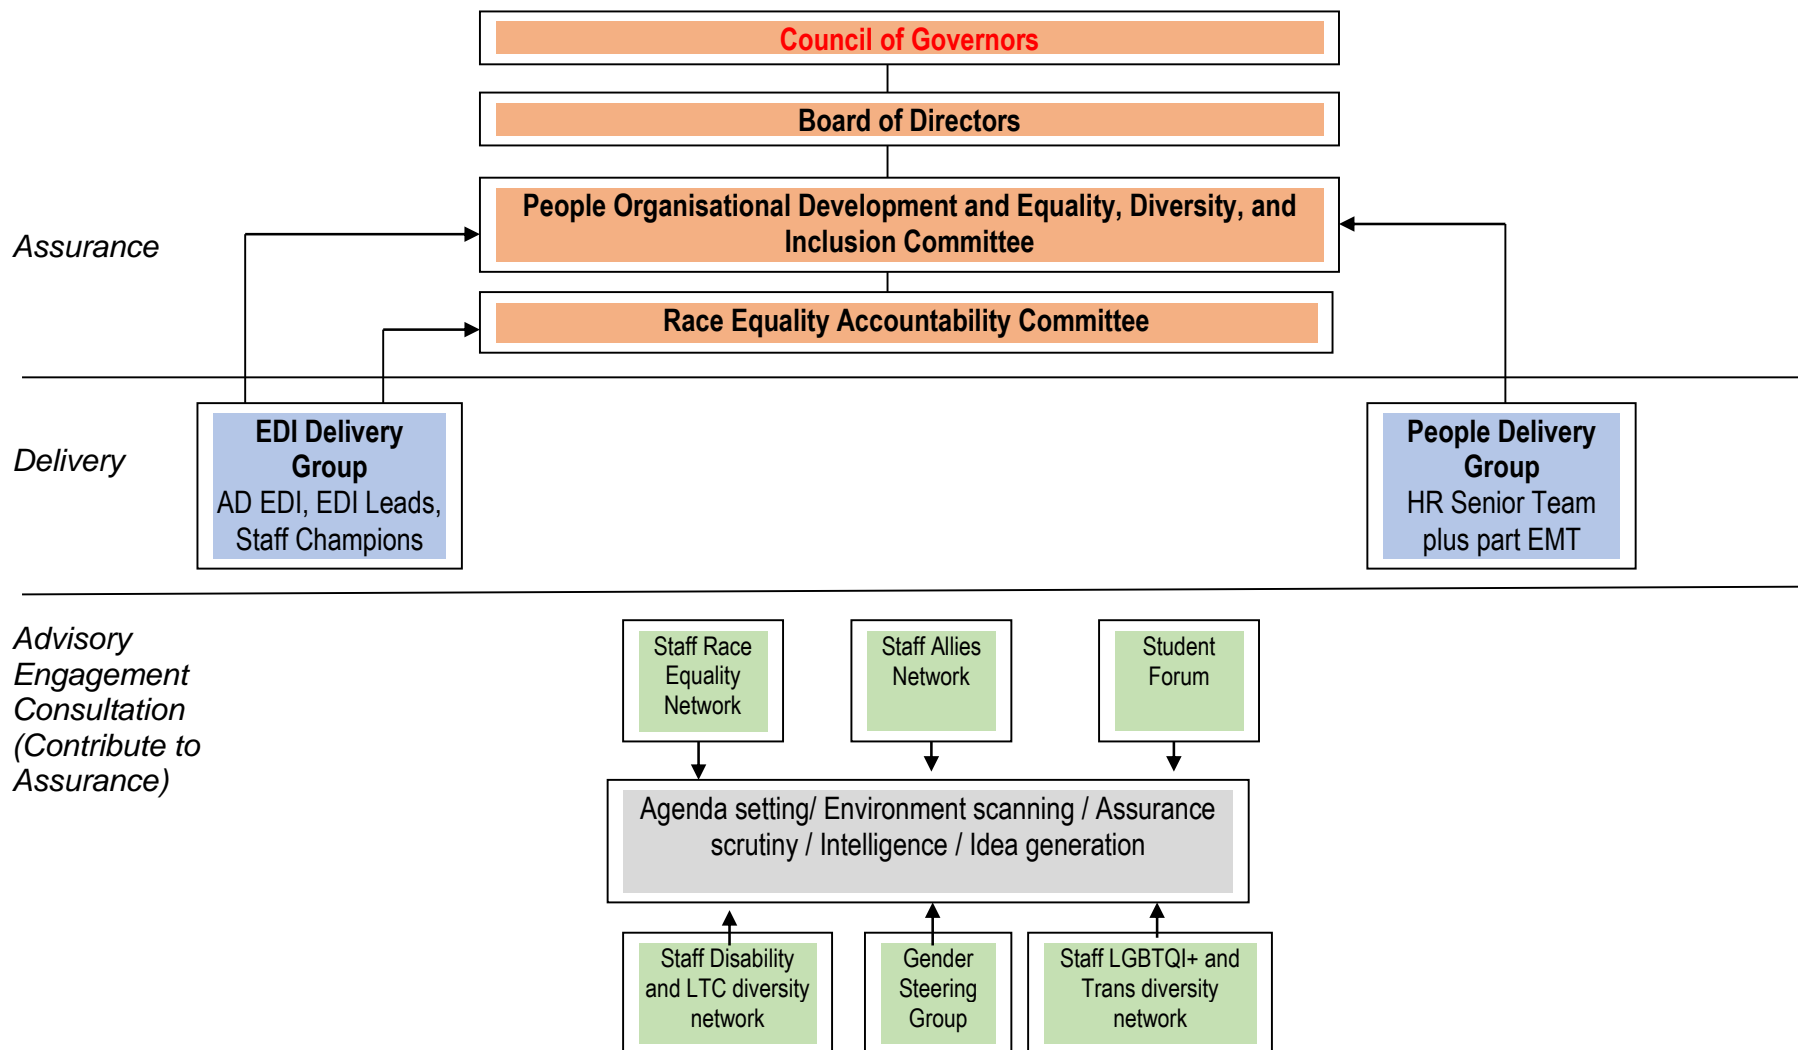 Council of Governors
Board of Directors
People Organisational Development and Equality, Diversity, and
Inclusion Committee
Assurance
Race Equality Accountability Committee
Delivery
EDI Delivery
Group
AD EDI, EDI Leads,
Staff Champions
People Delivery
Group
HR Senior Team
plus part EMT
Advisory
Engagement
Consultation
(Contribute to
Assurance)
Staff Race
Equality
Network
Staff Allies
Network
Student
Forum
Agenda setting/ Environment scanning / Assurance
scrutiny / Intelligence / Idea generation
Staff Disability
and LTC diversity
network
Gender
Steering
Group
Staff LGBTQI+ and
Trans diversity
network